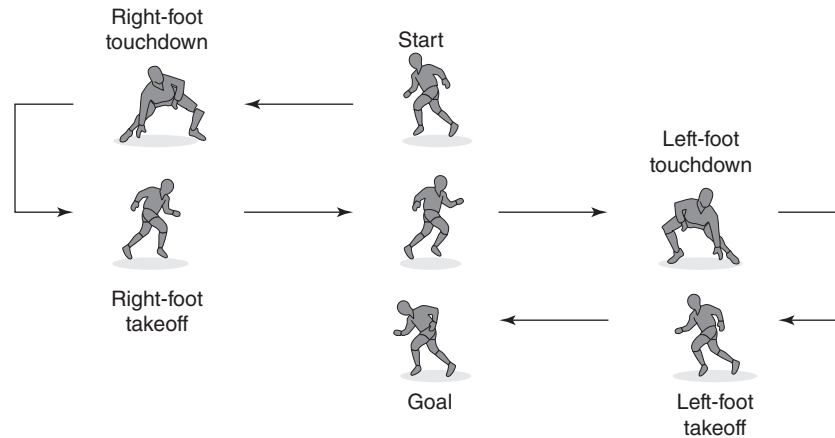 Right-foot
touchdown
Start
Left-foot
touchdown
Right-foot
takeoff
Goal
Left-foot
takeoff